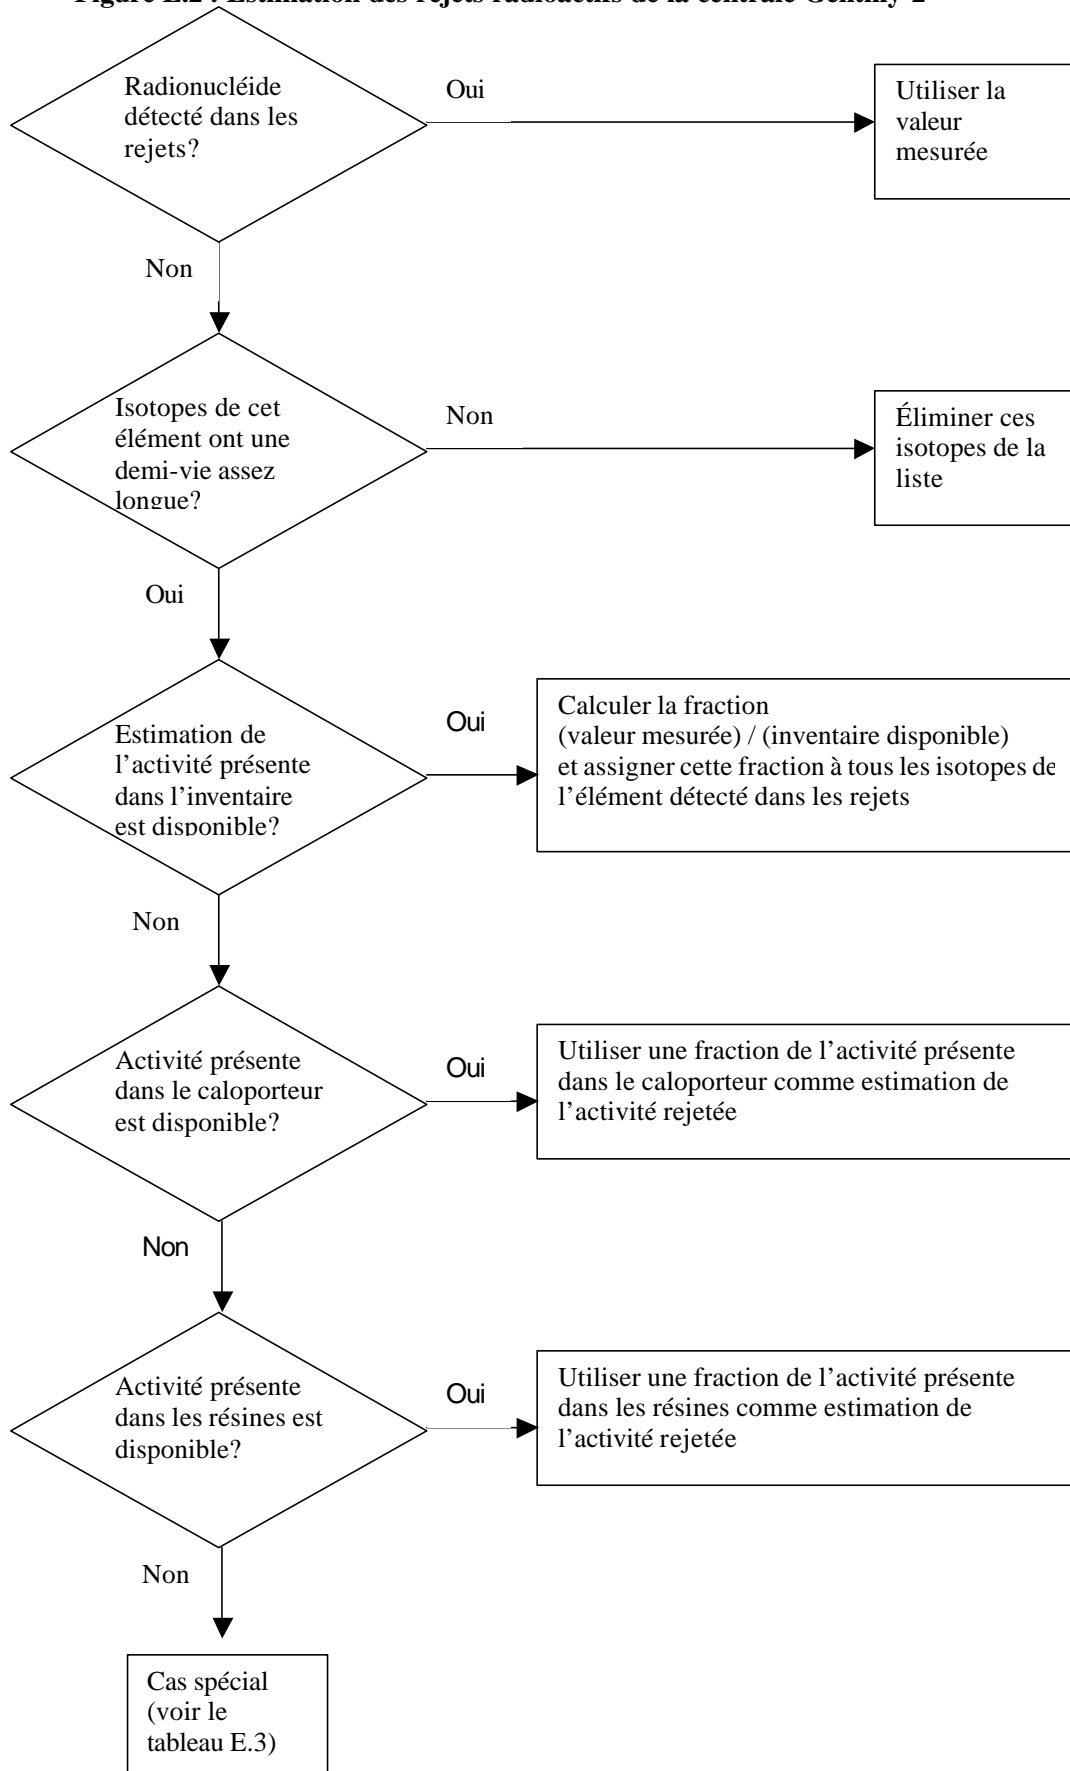 Figure E.2 : Estimation des rejets radioactifs de la centrale Gentilly-2
Radionucléide
détecté dans les
rejets?
Oui
Utiliser la
valeur
mesurée
Non
Isotopes de cet
élément ont une
demi-vie assez
longue?
Non
Éliminer ces
isotopes de la
liste
Oui
Estimation de
l’activité présente
dans l’inventaire
est disponible?
Oui
Calculer la fraction
(valeur mesurée) / (inventaire disponible)
et assigner cette fraction à tous les isotopes de
l’élément détecté dans les rejets
Non
Activité présente
dans le caloporteur
est disponible?
Oui
Utiliser une fraction de l’activité présente
dans le caloporteur comme estimation de
l’activité rejetée
Non
Activité présente
dans les résines est
disponible?
Oui
Utiliser une fraction de l’activité présente
dans les résines comme estimation de
l’activité rejetée
Non
Cas spécial
(voir le
tableau E.3)